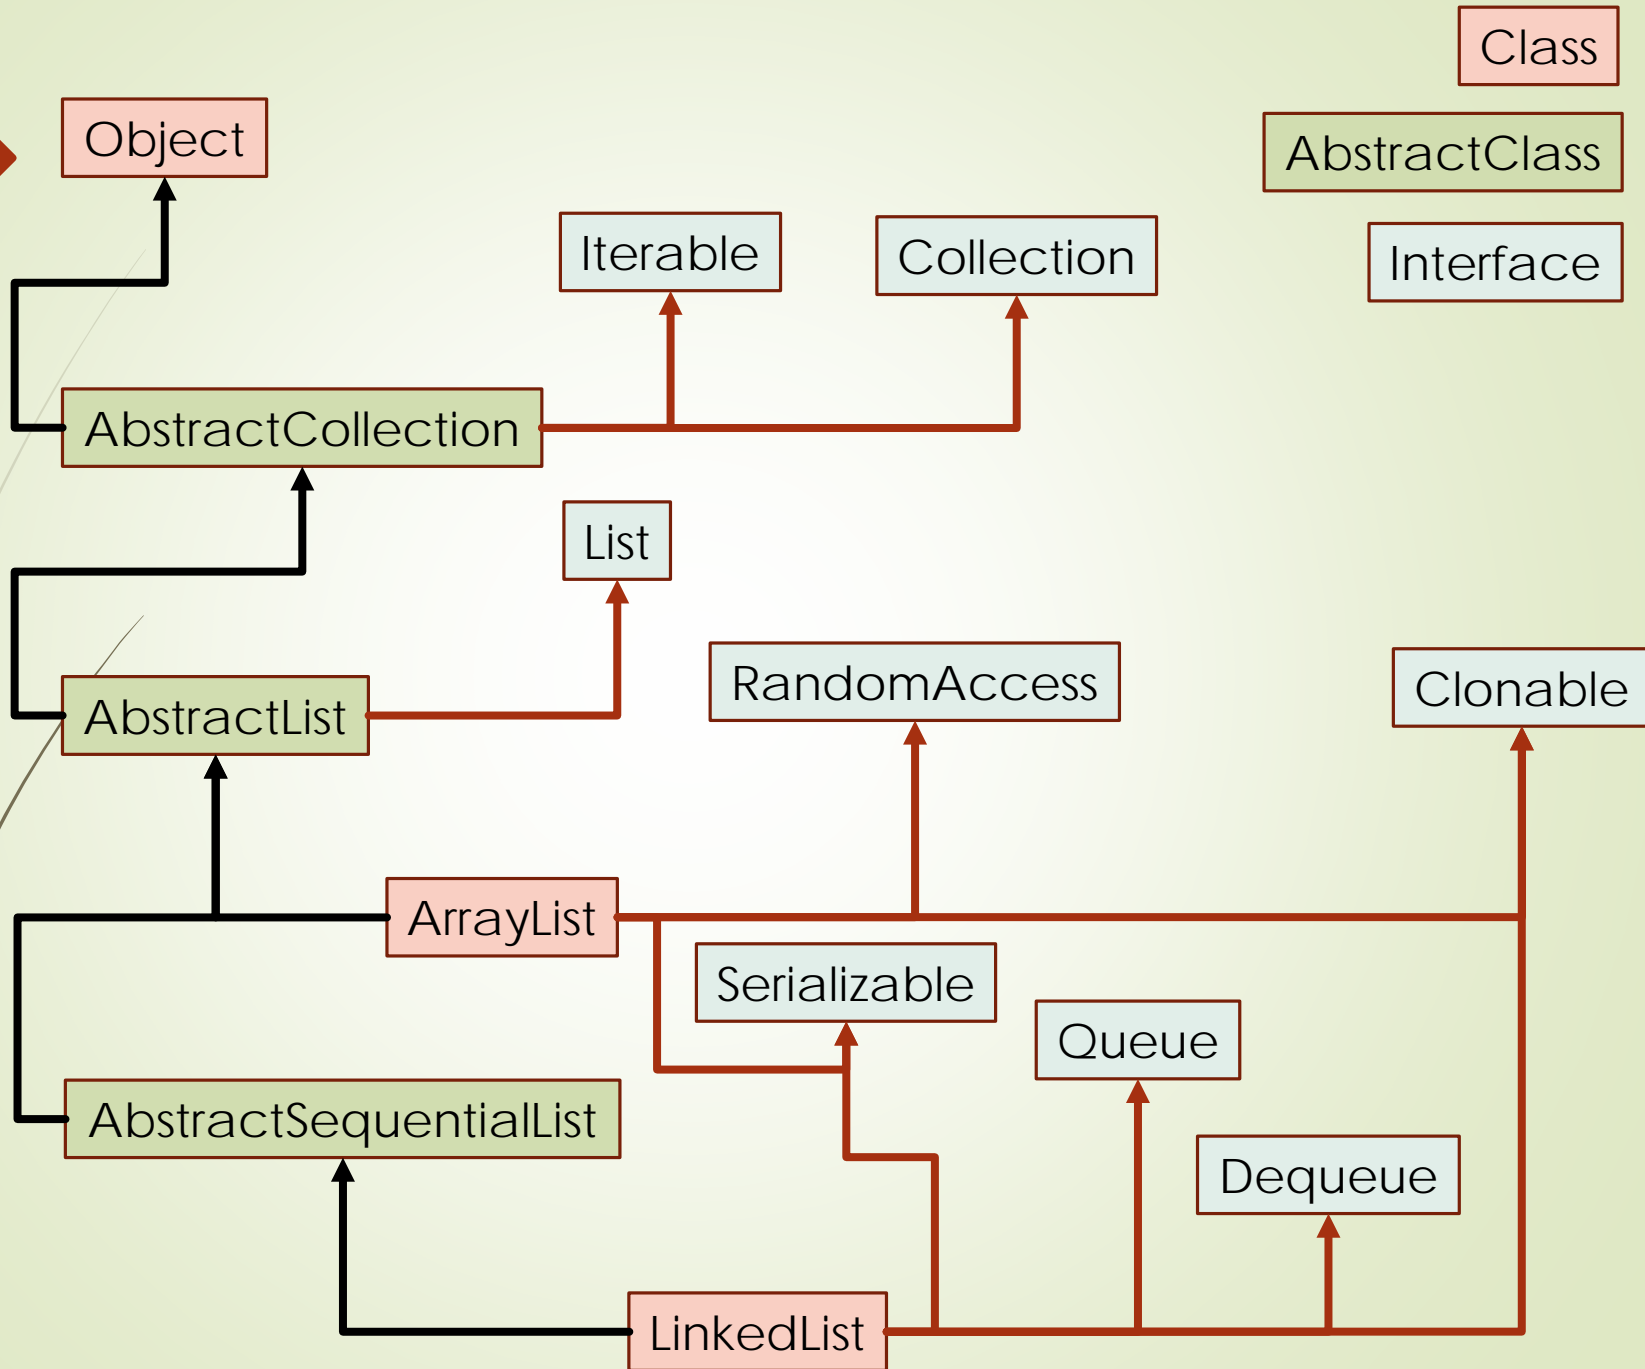 Class
Object
AbstractClass
Iterable
Collection
Interface
AbstractCollection
List
RandomAccess
Clonable
AbstractList
ArrayList
Serializable
Queue
AbstractSequentialList
Dequeue
LinkedList